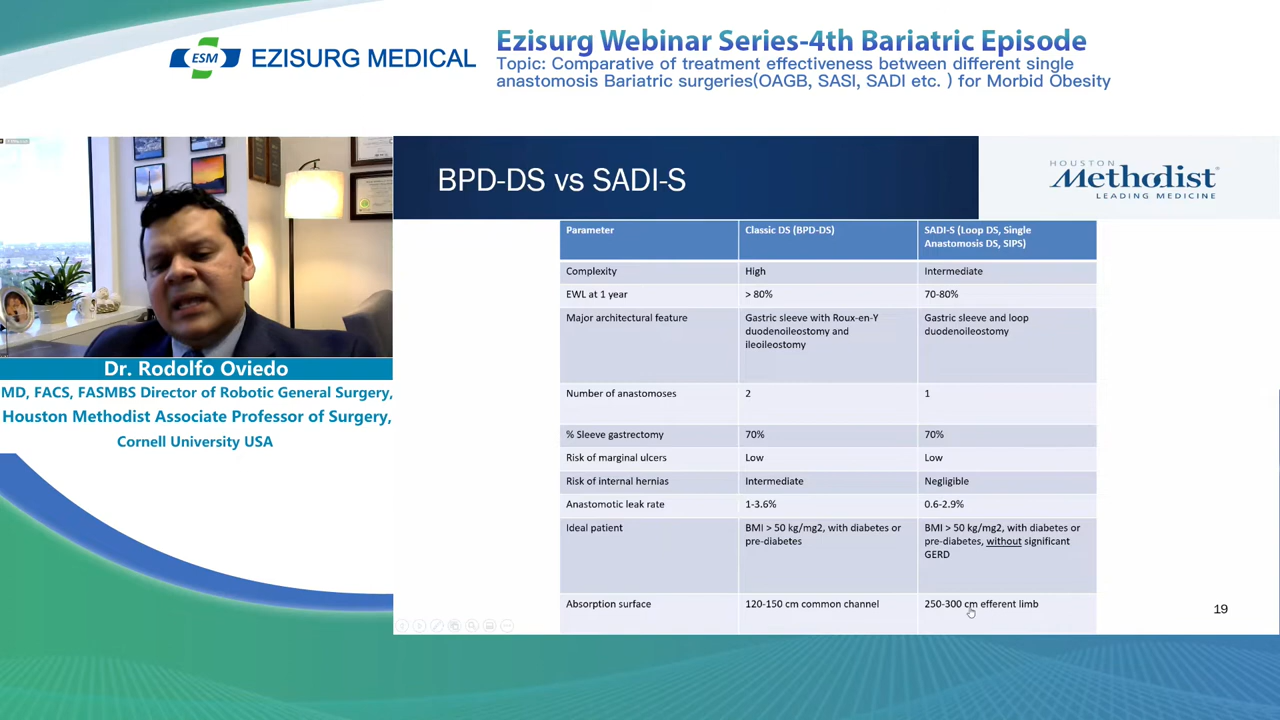 ESM
EZISURG MEDICAL
Ezisurg Webinar Series-4th Bariatric Episode
Topic: Comparative of treatment effectiveness between different single
anastomosis Bariatric surgeries(OAGB, SASI, SADI etc. ) for Morbid Obesity
Dr. Rodolfo Oviedo
MD, FACS, FASMBS Director of Robotic General Surgery,
Houston Methodist Associate Professor of Surgery,
Cornell University USA
BPD-DS vs SADI-S
HOUSTON
Methodist®
LEADING MEDICINE
Parameter
Classic DS (BPD-DS)
SADI-S (Loop DS, Single
Anastomosis DS, SIPS)
Complexity
High
Intermediate
EWL at 1 year
> 80%
70-80%
Major architectural feature
Gastric sleeve with Roux-en-Y
duodenoileostomy and
ileoileostomy
Gastric sleeve and loop
duodenoileostomy
Number of anastomoses
2
1
% Sleeve gastrectomy
70%
70%
Risk of marginal ulcers
Low
Low
Risk of internal hernias
Intermediate
Negligible
Anastomotic leak rate
1-3.6%
0.6-2.9%
Ideal patient
BMI > 50 kg/mg2, with diabetes or
pre-diabetes
BMI > 50 kg/mg2, with diabetes or
pre-diabetes, without significant
GERD
Absorption surface
120-150 cm common channel
250-300 cm efferent limb
19